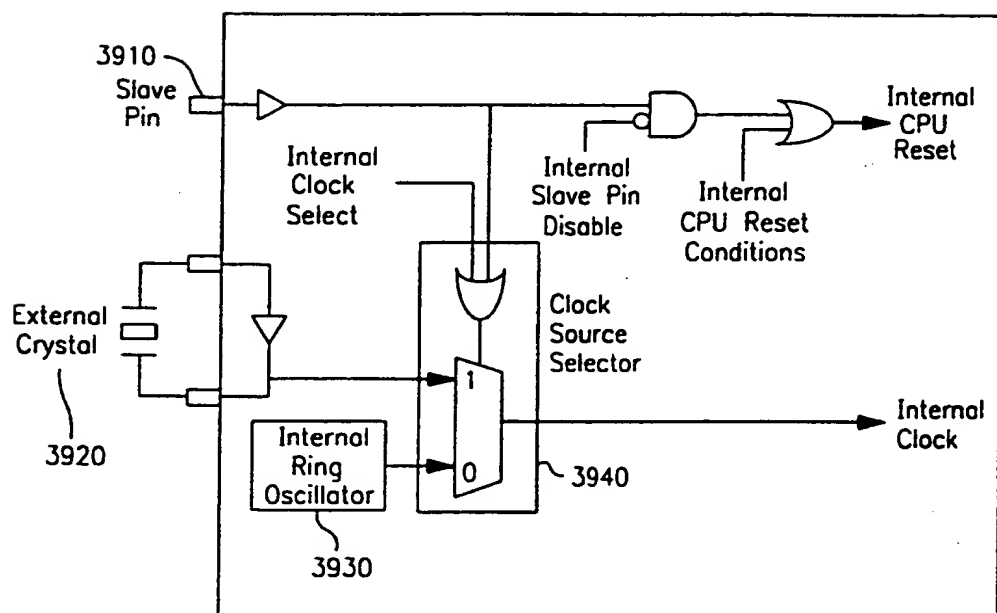 3910
Slave
Pin
Internal
Clock
Select
Internal
Slave Pin
Disable
Internal
CPU Reset
Conditions
Internal
CPU
Reset
External
Crystal
3920
Clock
Source
Selector
1
0
Internal
Ring
Oscillator
3930
3940
Internal
Clock